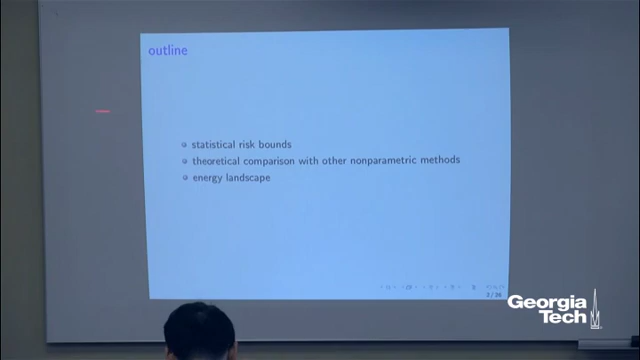 outline
statistical risk bounds
theoretical comparison with other nonparametric methods
energy landscape
Georgia
Tech